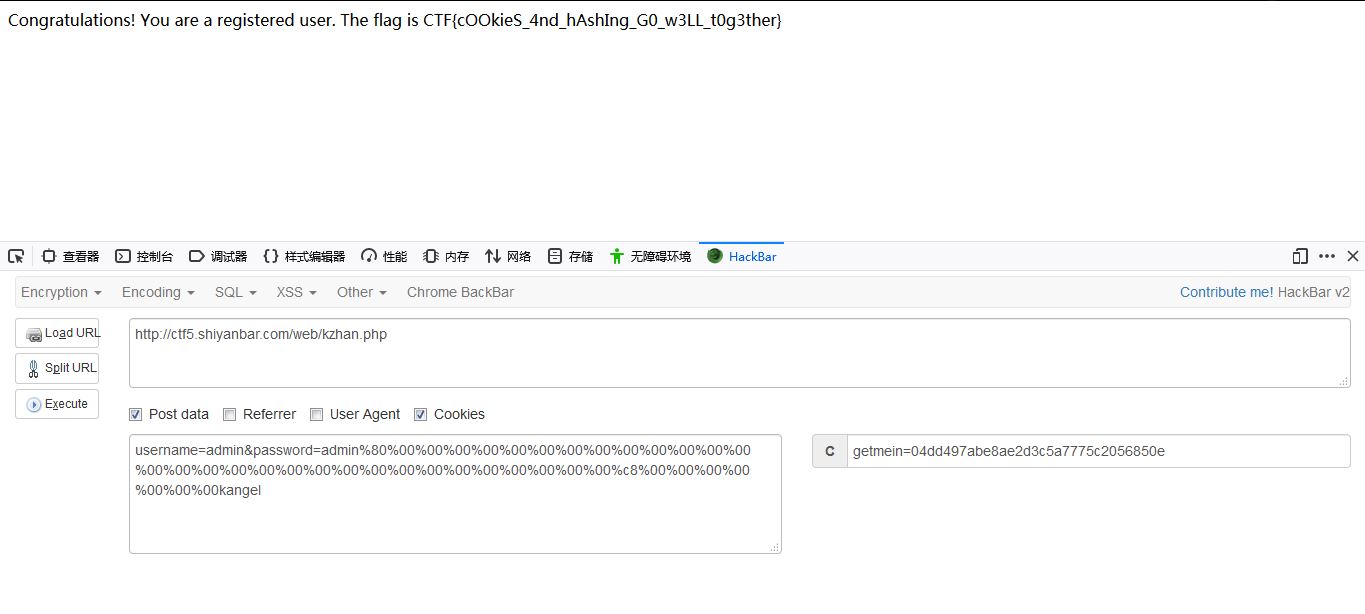 Congratulations! You are a registered user. The flag is CTF{cOOkieS_4nd_hAshIng_G0_w3LL_t0g3ther}
查看器 控制台 调试器 样式编辑器 性能 内存 网络 存储 无障碍环境 HackBar
Encryption Encoding SQL XSS Other Chrome BackBar Contribute me! HackBar v2
Load URL http://ctf5.shiyanbar.com/web/kzhan.php
Split URL
Execute
Post data Referrer User Agent Cookies
username=admin&password=admin%80%00%00%00%00%00%00%00%00%00%00%00%00%00
%00%00%00%00%00%00%00%00%00%00%00%00%00%00%00%00%00%c8%00%00%00%00
%00%00%00kangel
C getmein=04dd497abe8ae2d3c5a7775c2056850e